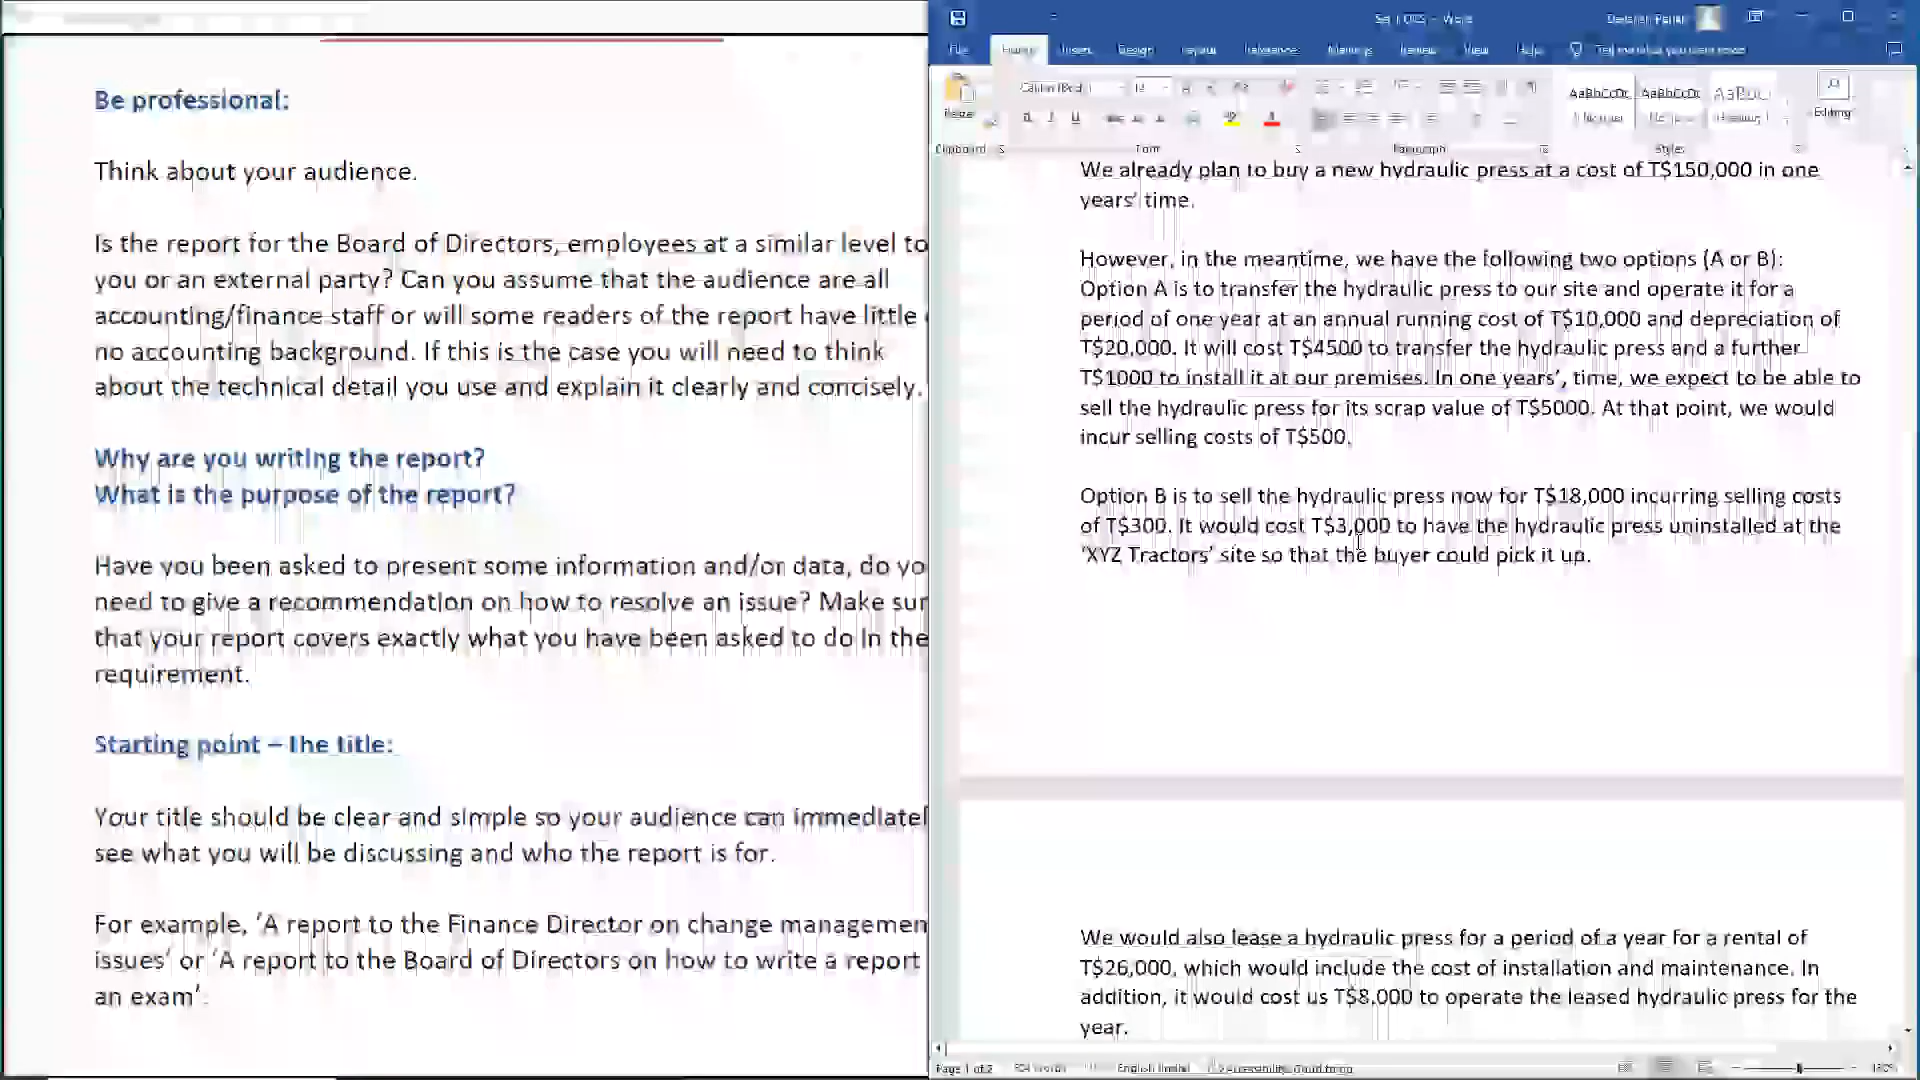 Be professional:
Think about your audience.
Is the report for the Board of Directors, employees at a similar level to
you or an external party? Can you assume that the audience are all
accounting/finance staff or will some readers of the report have little
no accounting background. If this is the case you will need to think
about the technical detail you use and explain it clearly and concisely.
Why are you writing the report?
What is the purpose of the report?
Have you been asked to present some information and/or data, do yo
need to give a recommendation on how to resolve an issue? Make sur
that your report covers exactly what you have been asked to do in the
requirement.
Starting point – the title:
Your title should be clear and simple so your audience can immediatel
see what you will be discussing and who the report is for.
For example, ‘A report to the Finance Director on change managemen
issues’ or ‘A report to the Board of Directors on how to write a report
an exam’.
File Home Insert Design Layout References Mailings Review View Help Tell me what you want to do
AaBbCcDc AaBbCcDc AaBbC
Editing
Clipboard Font Paragraph Styles
We already plan to buy a new hydraulic press at a cost of T$150,000 in one
years’ time.
However, in the meantime, we have the following two options (A or B):
Option A is to transfer the hydraulic press to our site and operate it for a
period of one year at an annual running cost of T$10,000 and depreciation of
T$20,000. It will cost T$4500 to transfer the hydraulic press and a further
T$1000 to install it at our premises. In one years’, time, we expect to be able to
sell the hydraulic press for its scrap value of T$5000. At that point, we would
incur selling costs of T$500.
Option B is to sell the hydraulic press now for T$18,000 incurring selling costs
of T$300. It would cost T$3,000 to have the hydraulic press uninstalled at the
‘XYZ Tractors’ site so that the buyer could pick it up.
We would also lease a hydraulic press for a period of a year for a rental of
T$26,000, which would include the cost of installation and maintenance. In
addition, it would cost us T$8,000 to operate the leased hydraulic press for the
year.
Page 1 of 2